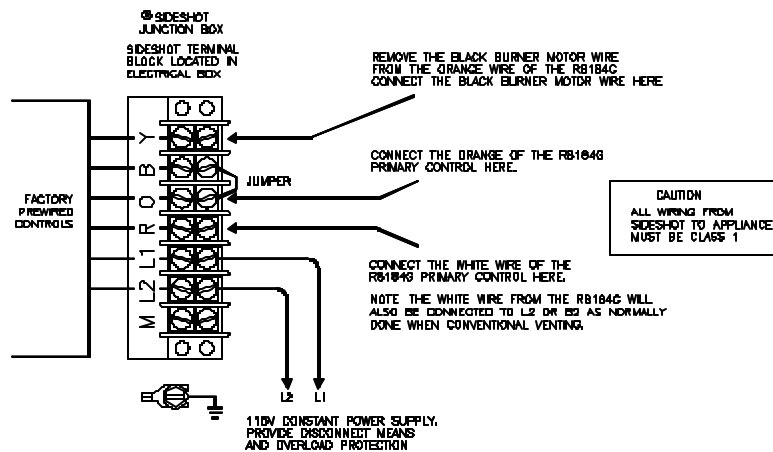 SIDESHOT
JUNCTION BOX
SIDESHOT TERMINAL
BLOCK LOCATED IN
ELECTRICAL BOX
REMOVE THE BLACK BURNER MOTOR WIRE
FROM THE ORANGE WIRE OF THE R8184G
CONNECT THE BLACK BURNER MOTOR WIRE HERE
CONNECT THE ORANGE OF THE R8184G
PRIMARY CONTROL HERE.
JUMPER
FACTORY
PREWIRED
CONTROLS
Y
B
O
R
L1
L2
M
CAUTION
ALL WIRING FROM
SIDESHOT TO APPLIANCE
MUST BE CLASS 1
CONNECT THE WHITE WIRE OF THE
R8184G PRIMARY CONTROL HERE.
NOTE THE WHITE WIRE FROM THE R8184G WILL
ALSO BE CONNECTED TO L2 OR B2 AS NORMALLY
DONE WHEN CONVENTIONAL VENTING.
L2 L1
115V CONSTANT POWER SUPPLY.
PROVIDE DISCONNECT MEANS
AND OVERLOAD PROTECTION